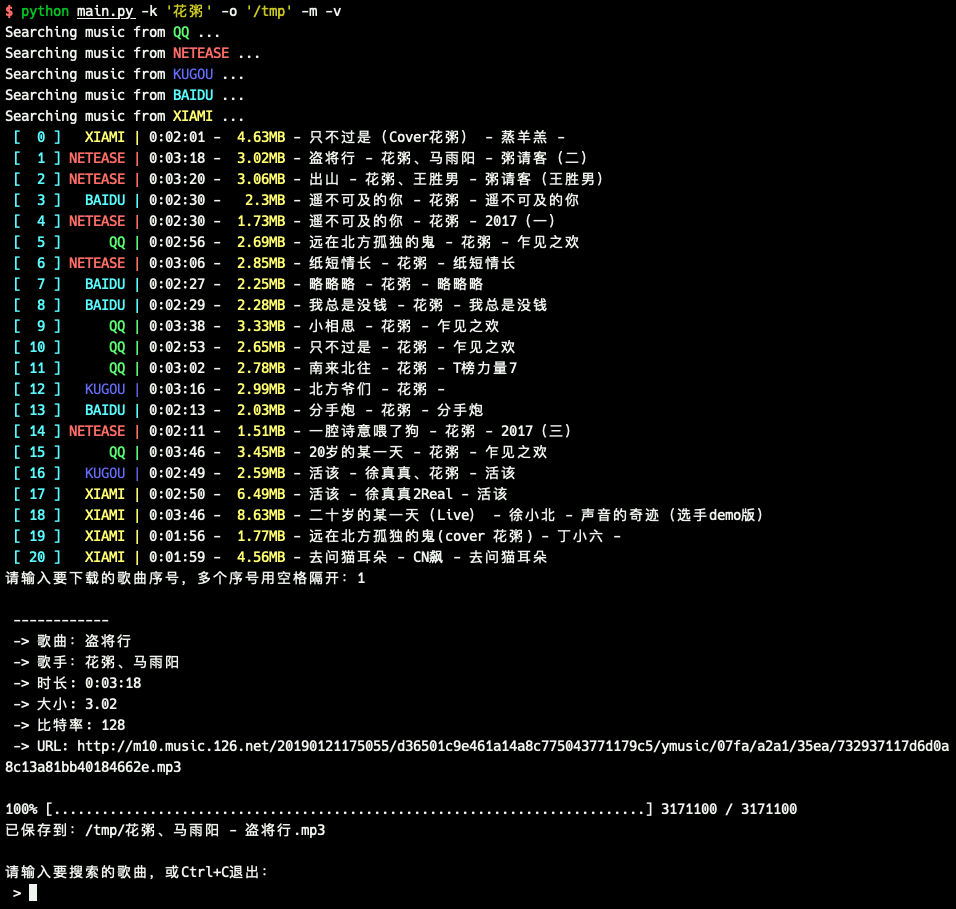 $ python main.py -k '花粥' -o '/tmp' -m -v
Searching music from QQ ...
Searching music from NETEASE ...
Searching music from KUGOU ...
Searching music from BAIDU ...
Searching music from XIAMI ...
[ 0 ] XIAMI | 0:02:01 - 4.63MB - 只不过是（Cover花粥） - 蒸羊羔 -
[ 1 ] NETEASE | 0:03:18 - 3.02MB - 盗将行 - 花粥、马雨阳 - 粥请客（二）
[ 2 ] NETEASE | 0:03:20 - 3.06MB - 出山 - 花粥、王胜男 - 粥请客（王胜男）
[ 3 ] BAIDU | 0:02:30 - 2.3MB - 遥不可及的你 - 花粥 - 遥不可及的你
[ 4 ] NETEASE | 0:02:30 - 1.73MB - 遥不可及的你 - 花粥 - 2017（一）
[ 5 ] QQ | 0:02:56 - 2.69MB - 远在北方孤独的鬼 - 花粥 - 乍见之欢
[ 6 ] NETEASE | 0:03:06 - 2.85MB - 纸短情长 - 花粥 - 纸短情长
[ 7 ] BAIDU | 0:02:27 - 2.25MB - 略略略 - 花粥 - 略略略
[ 8 ] BAIDU | 0:02:29 - 2.28MB - 我总是没钱 - 花粥 - 我总是没钱
[ 9 ] QQ | 0:03:38 - 3.33MB - 小相思 - 花粥 - 乍见之欢
[ 10 ] QQ | 0:02:53 - 2.65MB - 只不过是 - 花粥 - 乍见之欢
[ 11 ] QQ | 0:03:02 - 2.78MB - 南来北往 - 花粥 - T榜力量7
[ 12 ] KUGOU | 0:03:16 - 2.99MB - 北方爷们 - 花粥 -
[ 13 ] BAIDU | 0:02:13 - 2.03MB - 分手炮 - 花粥 - 分手炮
[ 14 ] NETEASE | 0:02:11 - 1.51MB - 一腔诗意喂了狗 - 花粥 - 2017（三）
[ 15 ] QQ | 0:03:46 - 3.45MB - 20岁的某一天 - 花粥 - 乍见之欢
[ 16 ] KUGOU | 0:02:49 - 2.59MB - 活该 - 徐真真、花粥 - 活该
[ 17 ] XIAMI | 0:02:50 - 6.49MB - 活该 - 徐真真2Real - 活该
[ 18 ] XIAMI | 0:03:46 - 8.63MB - 二十岁的某一天（Live） - 徐小北 - 声音的奇迹（选手demo版）
[ 19 ] XIAMI | 0:01:56 - 1.77MB - 远在北方孤独的鬼(cover 花粥) - 丁小六 -
[ 20 ] XIAMI | 0:01:59 - 4.56MB - 去问猫耳朵 - CN飙 - 去问猫耳朵
请输入要下载的歌曲序号，多个序号用空格隔开：1
------------
-> 歌曲：盗将行
-> 歌手：花粥、马雨阳
-> 时长：0:03:18
-> 大小：3.02
-> 比特率：128
-> URL: http://m10.music.126.net/20190121175055/d36501c9e461a14a8c775043771179c5/ymusic/07fa/a2a1/35ea/732937117d6d0a
8c13a81bb40184662e.mp3
100% [..........................................................................] 3171100 / 3171100
已保存到：/tmp/花粥、马雨阳 - 盗将行.mp3
请输入要搜索的歌曲，或Ctrl+C退出：
>